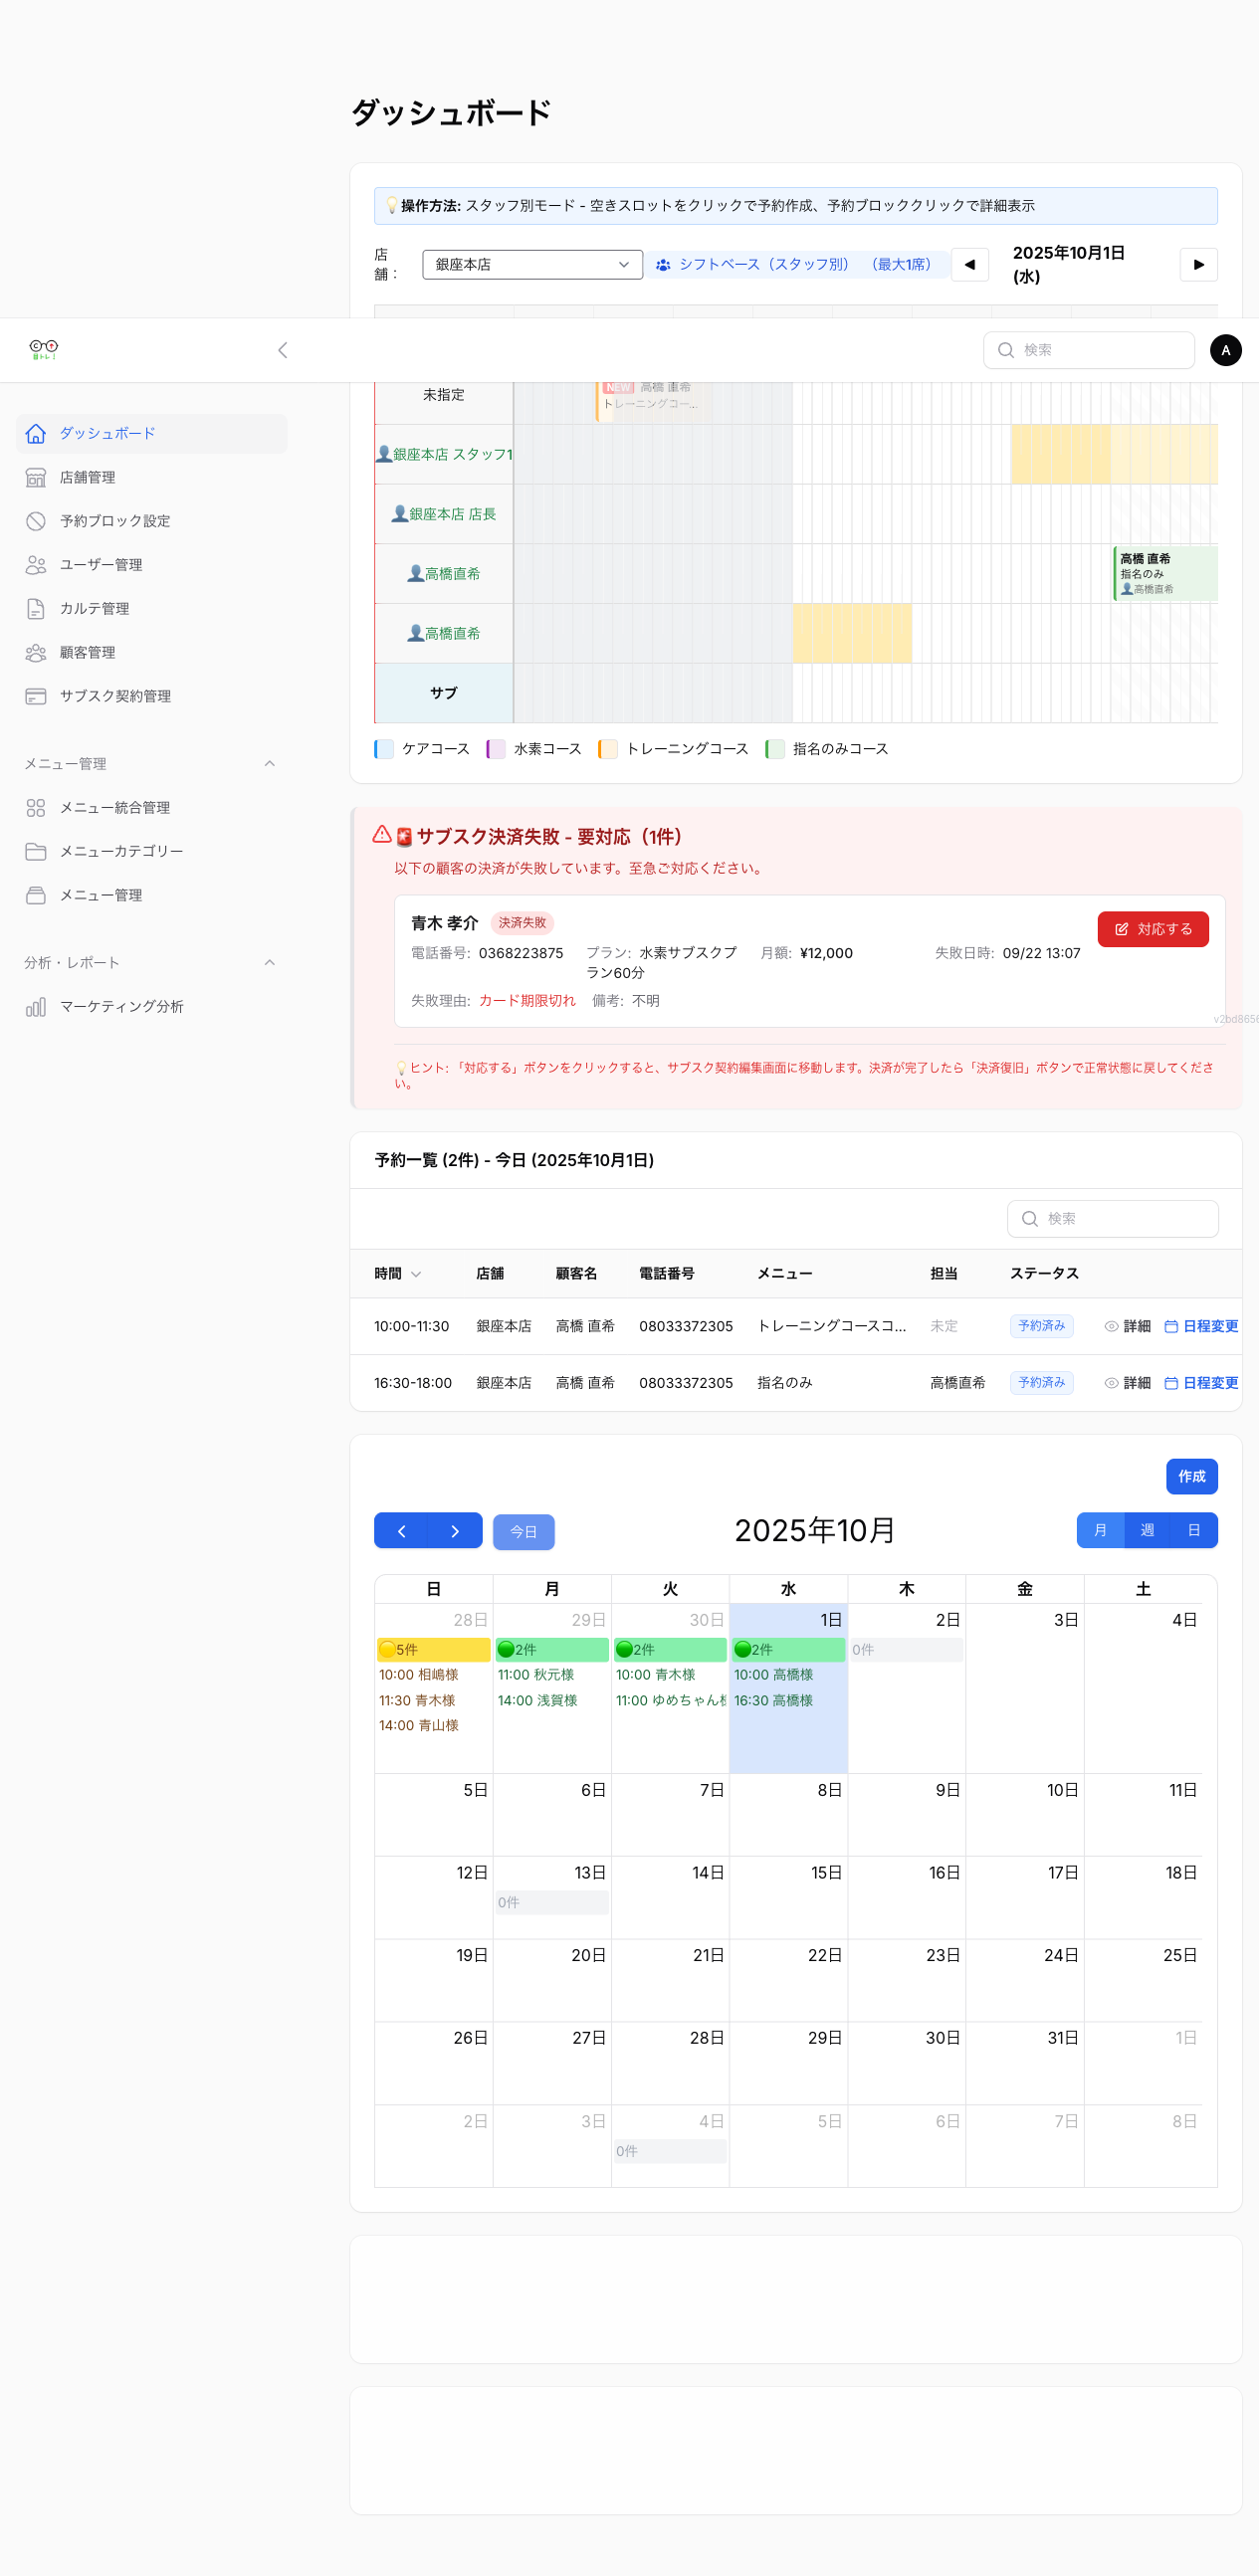 ダッシュボード
💡操作方法: スタッフ別モード - 空きスロットをクリックで予約作成、予約ブロッククリックで詳細表示
店舗：
銀座本店
シフトベース（スタッフ別） （最大1席）
◀
2025年10月1日
(水)
▶
検索
A
NEW 高橋 直希
未指定
トレーニングコー...
ダッシュボード
👤銀座本店 スタッフ1
店舗管理
👤銀座本店 店長
予約ブロック設定
高橋 直希
ユーザー管理
👤高橋直希
指名のみ
👤高橋直希
カルテ管理
👤高橋直希
顧客管理
サブスク契約管理
サブ
ケアコース
水素コース
トレーニングコース
指名のみコース
メニュー管理
メニュー統合管理
メニューカテゴリー
メニュー管理
分析・レポート
マーケティング分析
🚨サブスク決済失敗 - 要対応（1件）
以下の顧客の決済が失敗しています。至急ご対応ください。
青木 孝介 決済失敗
対応する
電話番号: 0368223875
プラン: 水素サブスクプ
ラン60分
月額: ¥12,000
失敗日時: 09/22 13:07
失敗理由: カード期限切れ 備考: 不明
v2bd8656
💡ヒント: 「対応する」ボタンをクリックすると、サブスク契約編集画面に移動します。決済が完了したら「決済復旧」ボタンで正常状態に戻してくださ
い。
予約一覧 (2件) - 今日 (2025年10月1日)
検索
時間 店舗 顧客名 電話番号 メニュー 担当 ステータス
10:00-11:30 銀座本店 高橋 直希 08033372305 トレーニングコースコ... 未定 予約済み 詳細 日程変更
16:30-18:00 銀座本店 高橋 直希 08033372305 指名のみ 高橋直希 予約済み 詳細 日程変更
作成
今日
2025年10月
月 週 日
日 月 火 水 木 金 土
28日 29日 30日 1日 2日 3日 4日
🟡5件 🟢2件 🟢2件 🟢2件 0件
10:00 相嶋様 11:00 秋元様 10:00 青木様 10:00 高橋様
11:30 青木様 14:00 浅賀様 11:00 ゆめちゃん 16:30 高橋様
14:00 青山様
5日 6日 7日 8日 9日 10日 11日
12日 13日 14日 15日 16日 17日 18日
0件
19日 20日 21日 22日 23日 24日 25日
26日 27日 28日 29日 30日 31日 1日
2日 3日 4日 5日 6日 7日 8日
0件